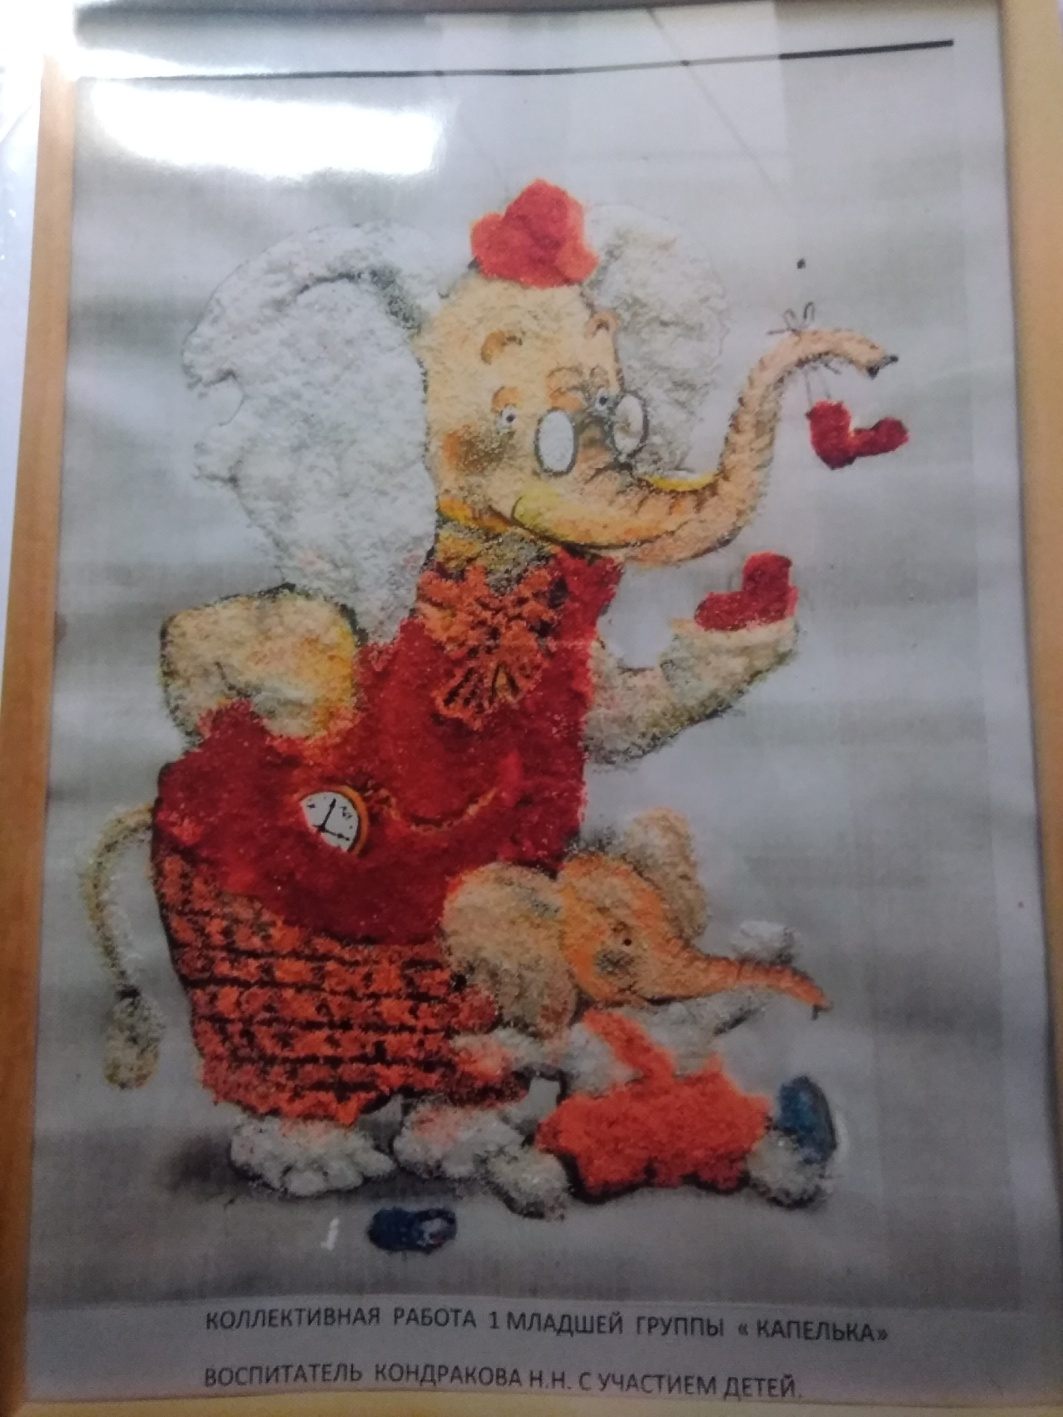 КОЛЛЕКТИВНАЯ РАБОТА 1 МЛАДШЕЙ ГРУППЫ « КАПЕЛЬКА»
ВОСПИТАТЕЛЬ КОНДРАКОВА Н.Н. С УЧАСТИЕМ ДЕТЕЙ.